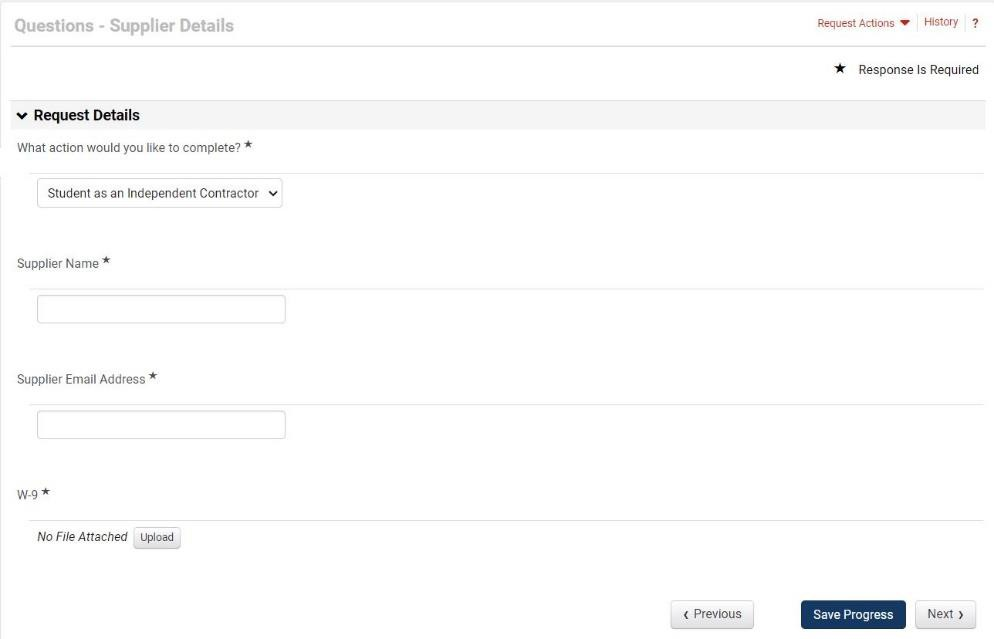 Questions - Supplier Details
Request Actions
History
?
★ Response Is Required
Request Details
What action would you like to complete? ★
Student as an Independent Contractor
Supplier Name ★
Supplier Email Address ★
W-9 ★
No File Attached Upload
‹ Previous
Save Progress
Next ›